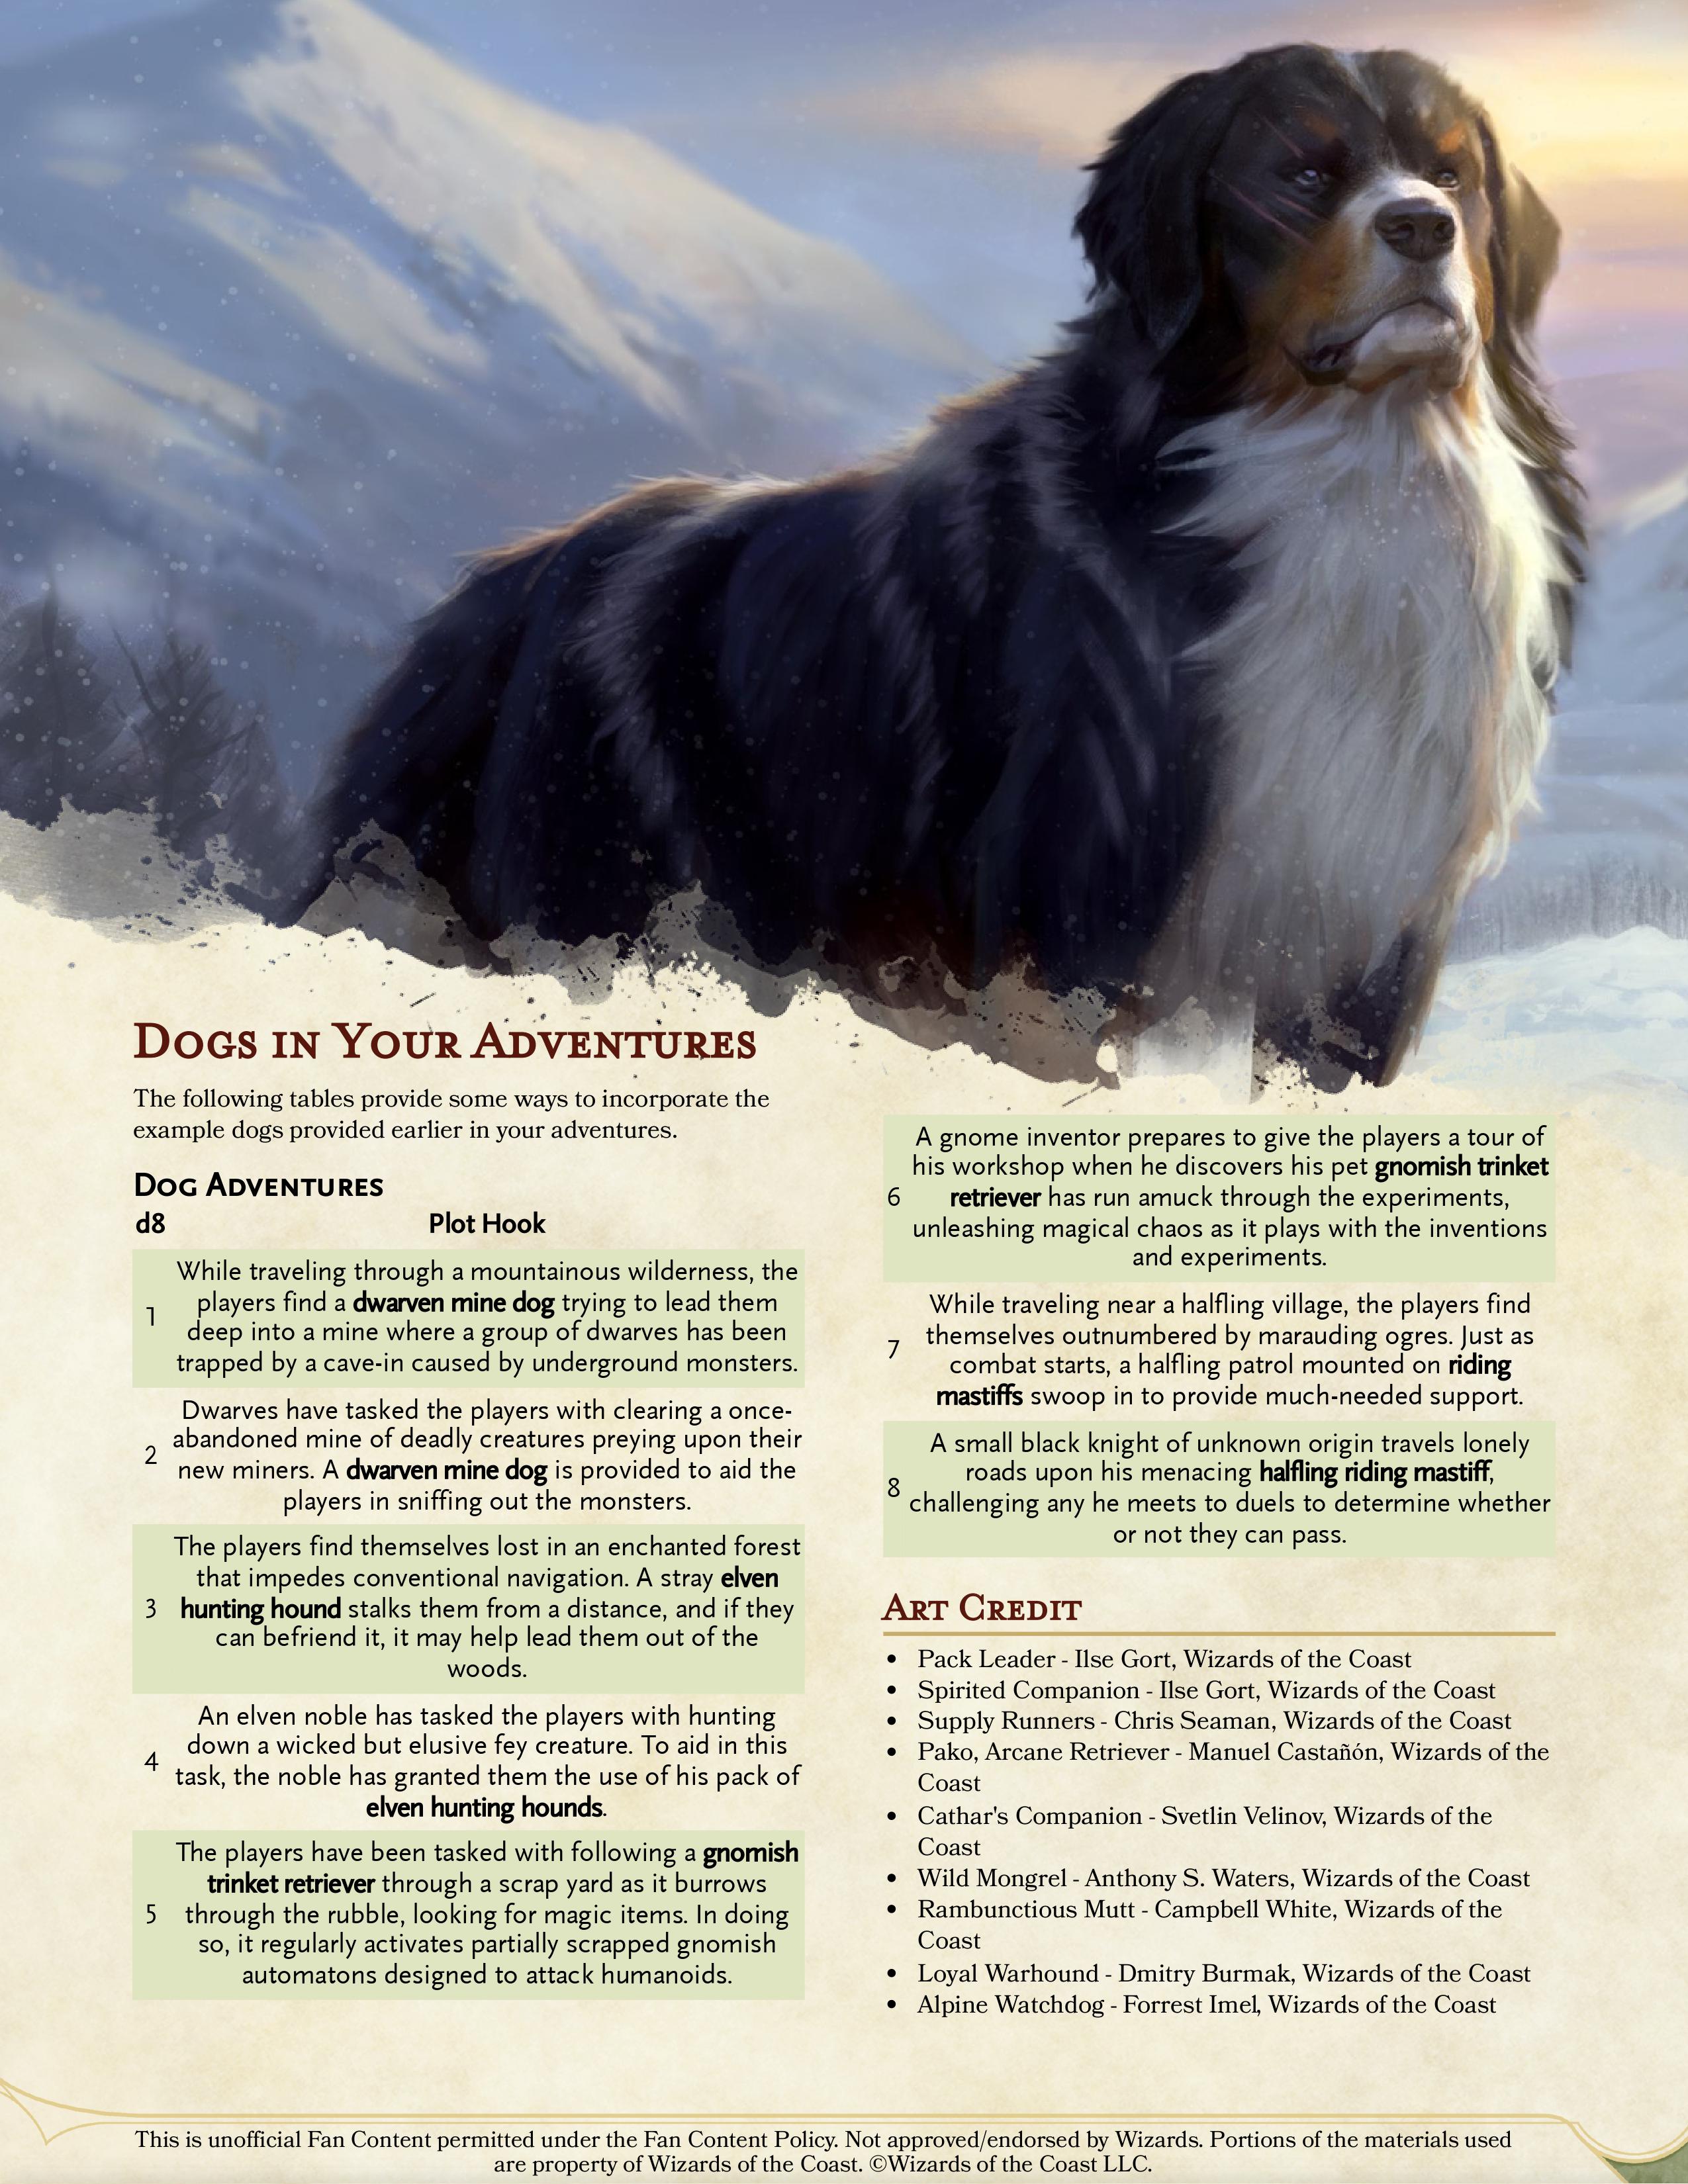 Dogs in Your Adventures
The following tables provide some ways to incorporate the
example dogs provided earlier in your adventures.
Dog Adventures
d8 Plot Hook
While traveling through a mountainous wilderness, the
players find a dwarven mine dog trying to lead them
1
deep into a mine where a group of dwarves has been
trapped by a cave-in caused by underground monsters.
Dwarves have tasked the players with clearing a once-
abandoned mine of deadly creatures preying upon their
2
new miners. A dwarven mine dog is provided to aid the
players in sniffing out the monsters.
The players find themselves lost in an enchanted forest
that impedes conventional navigation. A stray elven
3 hunting hound stalks them from a distance, and if they
can befriend it, it may help lead them out of the
woods.
An elven noble has tasked the players with hunting
down a wicked but elusive fey creature. To aid in this
4
task, the noble has granted them the use of his pack of
elven hunting hounds.
The players have been tasked with following a gnomish
trinket retriever through a scrap yard as it burrows
5 through the rubble, looking for magic items. In doing
so, it regularly activates partially scrapped gnomish
automatons designed to attack humanoids.
A gnome inventor prepares to give the players a tour of
his workshop when he discovers his pet gnomish trinket
6 retriever has run amuck through the experiments,
unleashing magical chaos as it plays with the inventions
and experiments.
While traveling near a halfling village, the players find
themselves outnumbered by marauding ogres. Just as
7
combat starts, a halfling patrol mounted on riding
mastiffs swoop in to provide much-needed support.
A small black knight of unknown origin travels lonely
roads upon his menacing halfling riding mastiff,
8
challenging any he meets to duels to determine whether
or not they can pass.
Art Credit
• Pack Leader - Ilse Gort, Wizards of the Coast
• Spirited Companion - Ilse Gort, Wizards of the Coast
• Supply Runners - Chris Seaman, Wizards of the Coast
• Pako, Arcane Retriever - Manuel Castañón, Wizards of the
Coast
• Cathar's Companion - Svetlin Velinov, Wizards of the
Coast
• Wild Mongrel - Anthony S. Waters, Wizards of the Coast
• Rambunctious Mutt - Campbell White, Wizards of the
Coast
• Loyal Warhound - Dmitry Burmak, Wizards of the Coast
• Alpine Watchdog - Forrest Imel, Wizards of the Coast
This is unofficial Fan Content permitted under the Fan Content Policy. Not approved/endorsed by Wizards. Portions of the materials used
are property of Wizards of the Coast. ©Wizards of the Coast LLC.